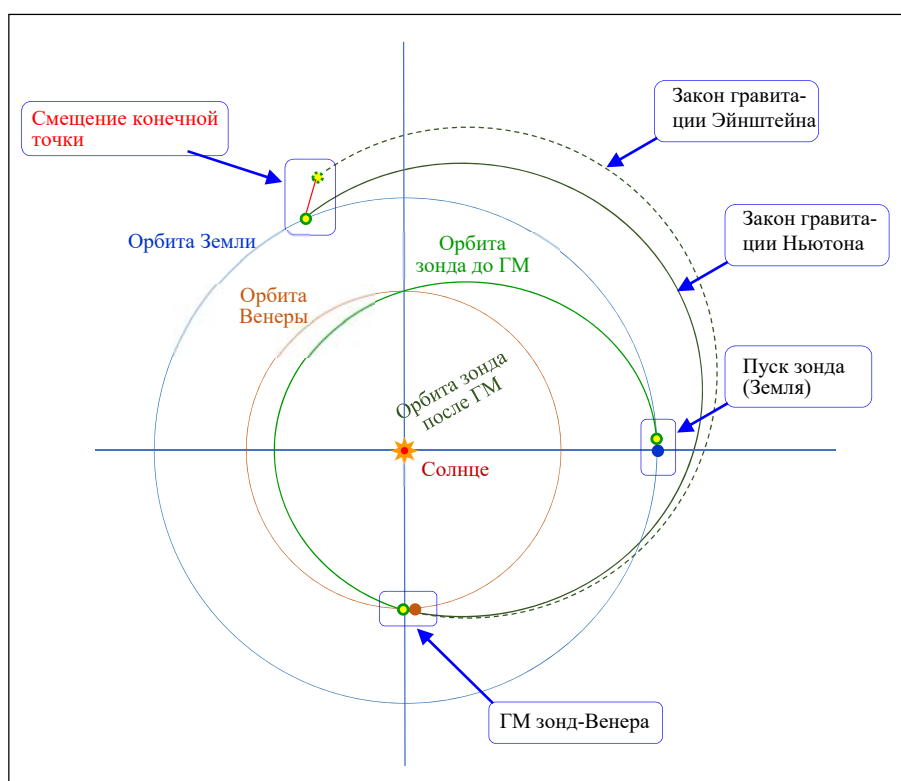 Закон гравита-
ции Эйнштейна
Смещение конечной
точки
Закон гравита-
ции Ньютона
Орбита Земли
Орбита
зонда до ГМ
Орбита
Венеры
Пуск зонда
(Земля)
Орбита зонда
после ГМ
Солнце
ГМ зонд-Венера